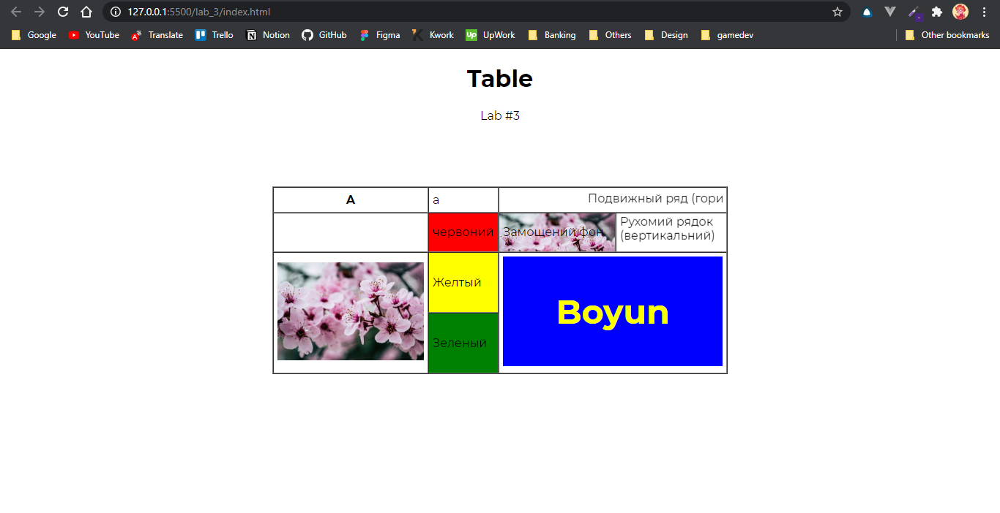 127.0.0.1:5500/lab_3/index.html
Google YouTube Translate Trello Notion GitHub Figma Kwork UpWork Banking Others Design gamedev Other bookmarks
Table
Lab #3
A a Подвижный ряд (гори
червоний Замощений фон Рухомий рядок
(вертикальний)
Желтый
Boyun
Зеленый